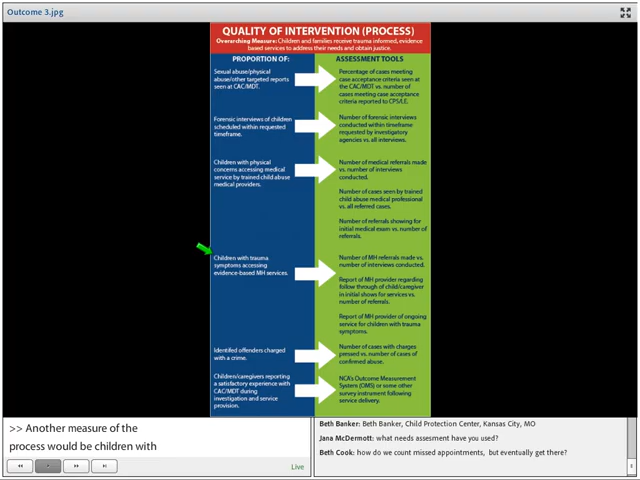 Outcome 3.jpg
QUALITY OF INTERVENTION (PROCESS)
Overarching Measure: Children and families receive trauma informed, evidence
based services to address their needs and obtain justice.
PROPORTION OF:
ASSESSMENT TOOLS
Sexual abuse/physical
abuse/other targeted reports
seen at CAC/MDT.
Percentage of cases meeting
case acceptance criteria seen at
the CAC/MDT vs. number of
cases meeting case acceptance
criteria reported to CPS/LE.
Forensic interviews of children
scheduled within requested
timeframe.
Number of forensic interviews
conducted within timeframe
requested by investigatory
agencies vs. all interviews.
Children with physical
concerns accessing medical
service by trained child abuse
medical providers.
Number of medical referrals made
vs. number of interviews
conducted.
Number of cases seen by trained
child abuse medical professional
vs. all referred cases.
Number of referrals showing for
initial medical exam vs. number of
referrals.
Children with trauma
symptoms accessing
evidence-based MH services.
Number of MH referrals made vs.
number of interviews conducted.
Report of MH provider regarding
follow through of child/caregiver
in initial shows for services vs.
number of referrals.
Report of MH provider of ongoing
service for children with trauma
symptoms.
Identifed offenders charged
with a crime.
Number of cases with charges
pressed vs. number of cases of
confirmed abuse.
Children/caregivers reporting
a satisfactory experience with
CAC/MDT during
investigation and service
provision.
NCA's Outcome Measurement
System (OMS) or some other
survey instrument following
service delivery.
>> Another measure of the
process would be children with
Live
Beth Banker: Beth Banker, Child Protection Center, Kansas City, MO
Jana McDermott: what needs assesment have you used?
Beth Cook: how do we count missed appointments, but eventually get there?